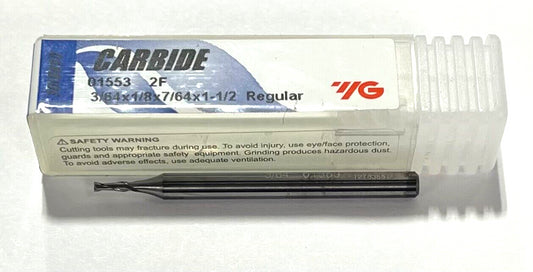 CARBIDE
01553 2F
3/64x1/8x7/64x1-1/2 Regular
YG
⚠ SAFETY WARNING
Cutting tools may fracture during use. To avoid injury, use eye/face protection,
guards and appropriate safety equipment. Grinding produces hazardous dust.
To avoid adverse effects, use adequate ventilation.
3/64